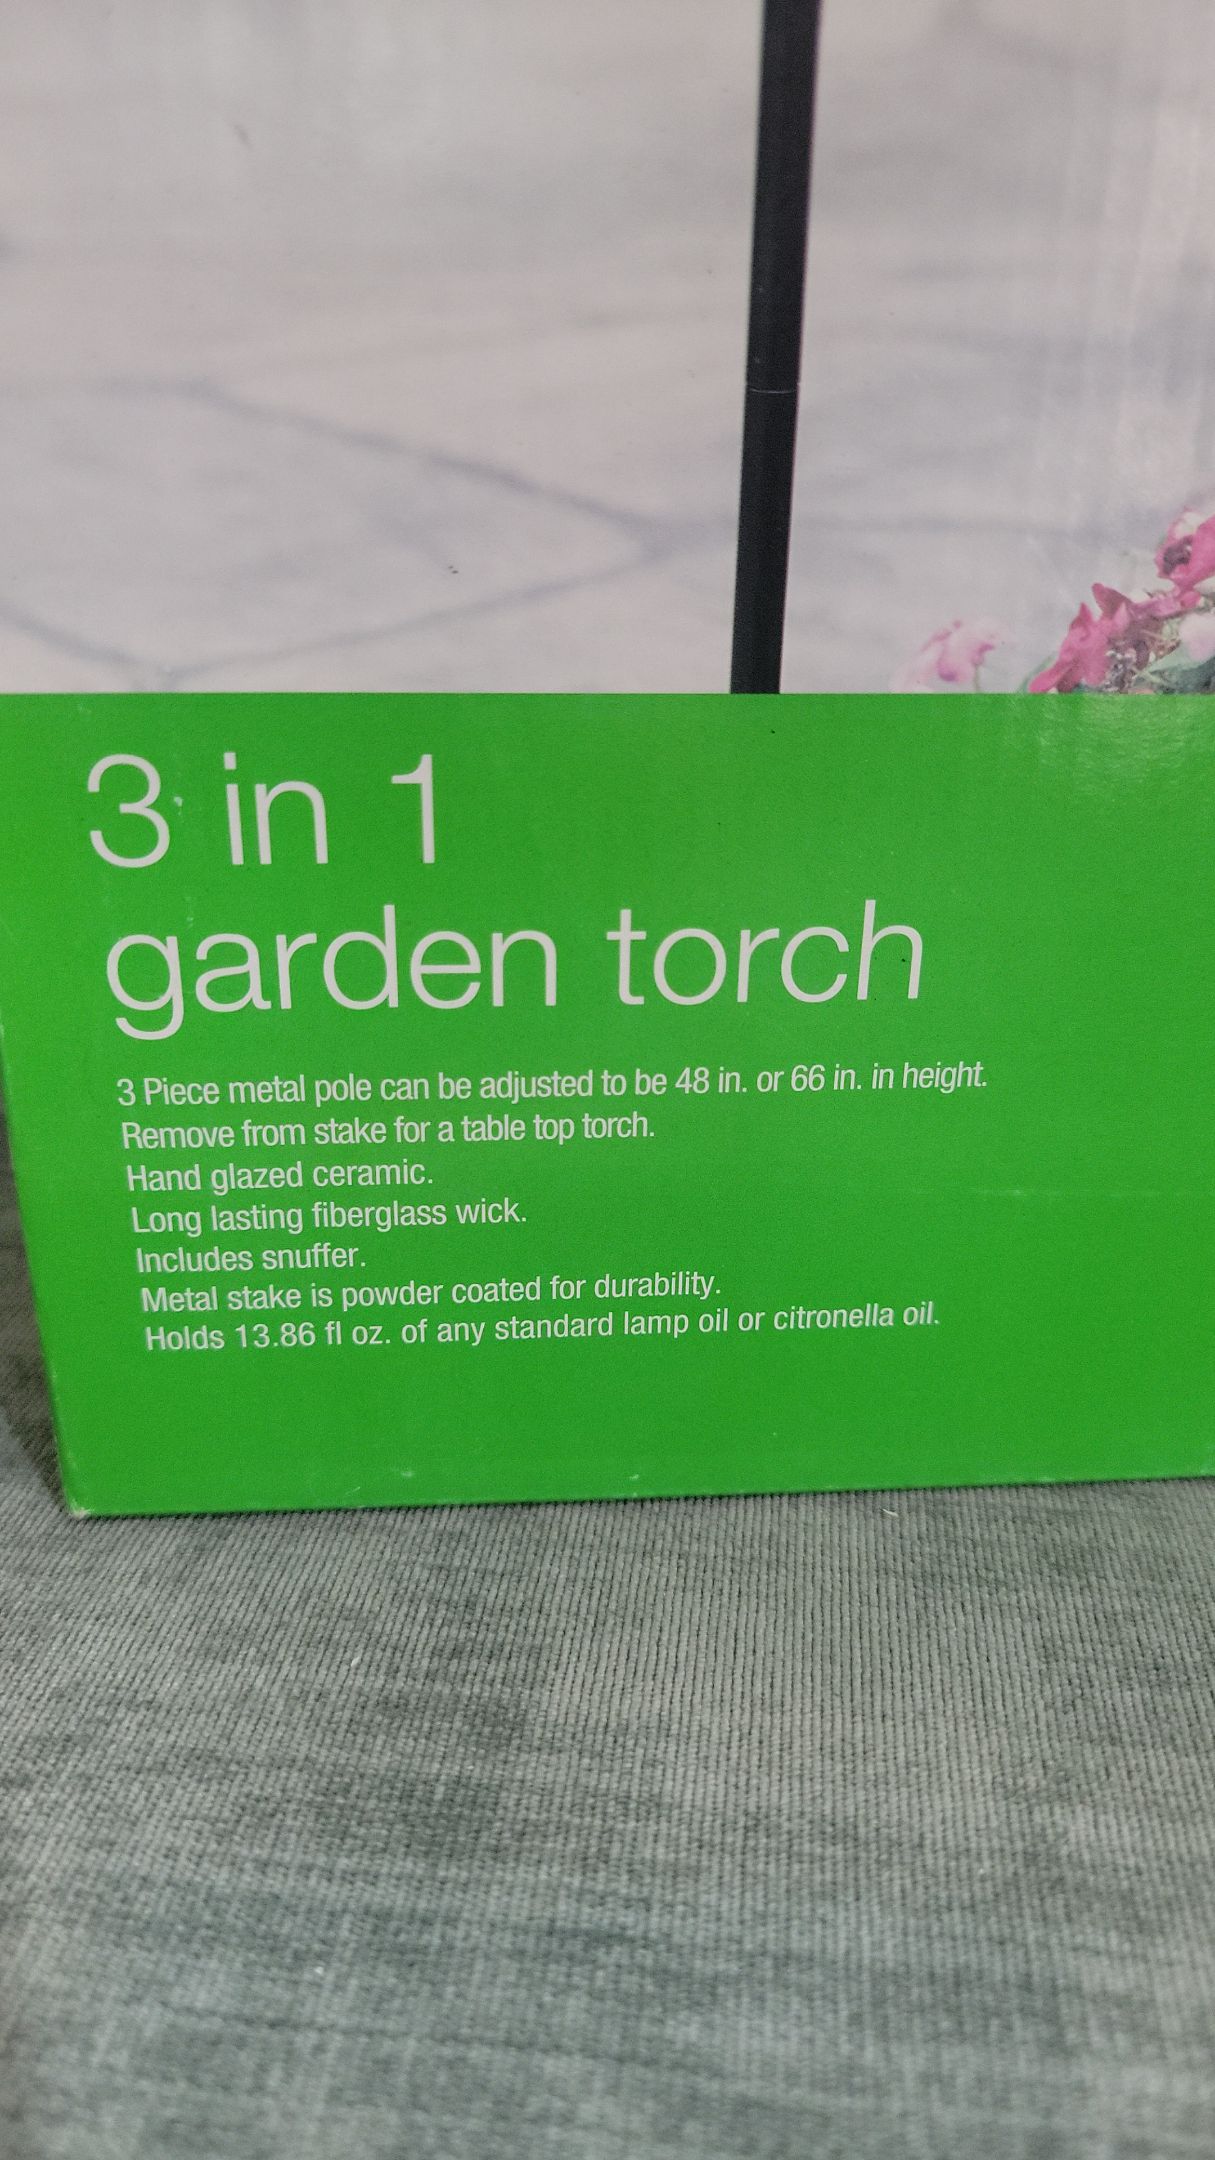 3 in 1
garden torch
3 Piece metal pole can be adjusted to be 48 in. or 66 in. in height.
Remove from stake for a table top torch.
Hand glazed ceramic.
Long lasting fiberglass wick.
Includes snuffer.
Metal stake is powder coated for durability.
Holds 13.86 fl oz. of any standard lamp oil or citronella oil.